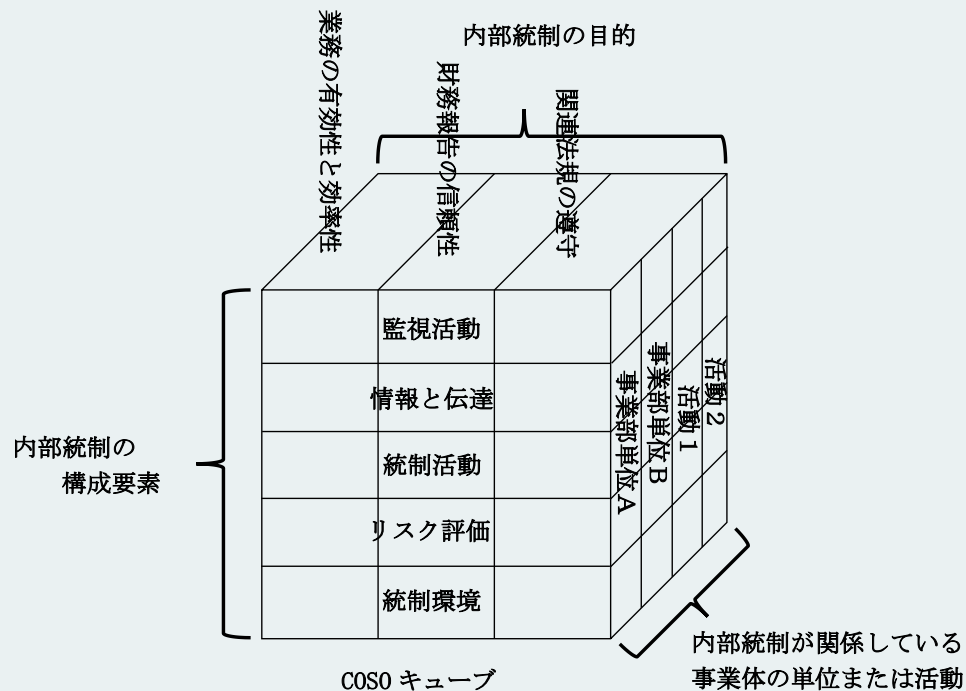 内部統制の目的
業務の有効性と効率性
財務報告の信頼性
関連法規の遵守
監視活動
情報と伝達
統制活動
リスク評価
統制環境
事業部単位A
事業部単位B
活動1
活動2
内部統制の
構成要素
内部統制が関係している
事業体の単位または活動
COSO キューブ